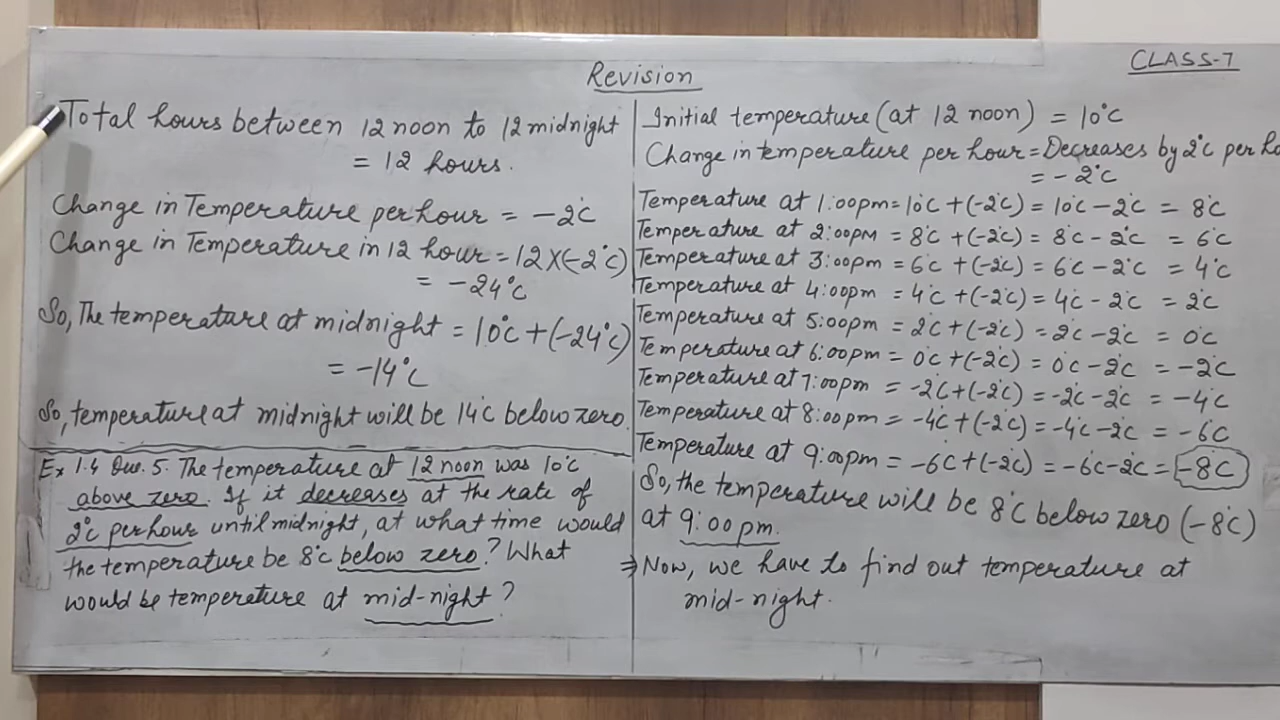 Revision
CLASS-7
Total hours between 12 noon to 12 midnight
= 12 hours.
Change in Temperature per hour = -2°C
Change in Temperature in 12 hour = 12 X (-2°C)
= -24°C
So, The temperature at midnight = 10°C + (-24°C)
= -14°C
So, temperature at midnight will be 14°C below zero.
Ex 1.4 Que. 5. The temperature at 12 noon was 10°C
above zero. If it decreases at the rate of
2°C per hour until midnight, at what time would
the temperature be 8°C below zero? What
would be temperature at mid-night?
Initial temperature (at 12 noon) = 10°C
Change in temperature per hour = Decreases by 2°C per
= -2°C
Temperature at 1:00pm = 10°C + (-2°C) = 10°C - 2°C = 8°C
Temperature at 2:00PM = 8°C + (-2°C) = 8°C - 2°C = 6°C
Temperature at 3:00pm = 6°C + (-2°C) = 6°C - 2°C = 4°C
Temperature at 4:00pm = 4°C + (-2°C) = 4°C - 2°C = 2°C
Temperature at 5:00pm = 2°C + (-2°C) = 2°C - 2°C = 0°C
Temperature at 6:00pm = 0°C + (-2°C) = 0°C - 2°C = -2°C
Temperature at 7:00pm = -2°C + (-2°C) = -2°C - 2°C = -4°C
Temperature at 8:00pm = -4°C + (-2°C) = -4°C - 2°C = -6°C
Temperature at 9:00pm = -6°C + (-2°C) = -6°C - 2°C = -8°C
So, the temperature will be 8°C below zero (-8°C)
at 9:00 pm.
⇒ Now, we have to find out temperature at
mid-night.